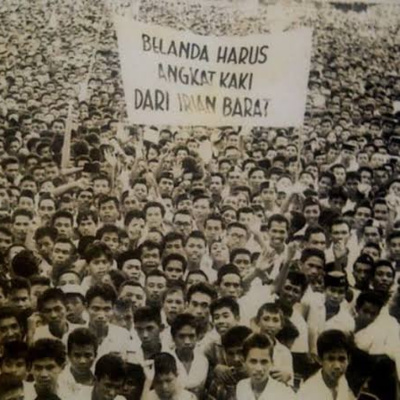 BELANDA HARUS
ANGKAT KAKI
DARI IRIAN BARAT